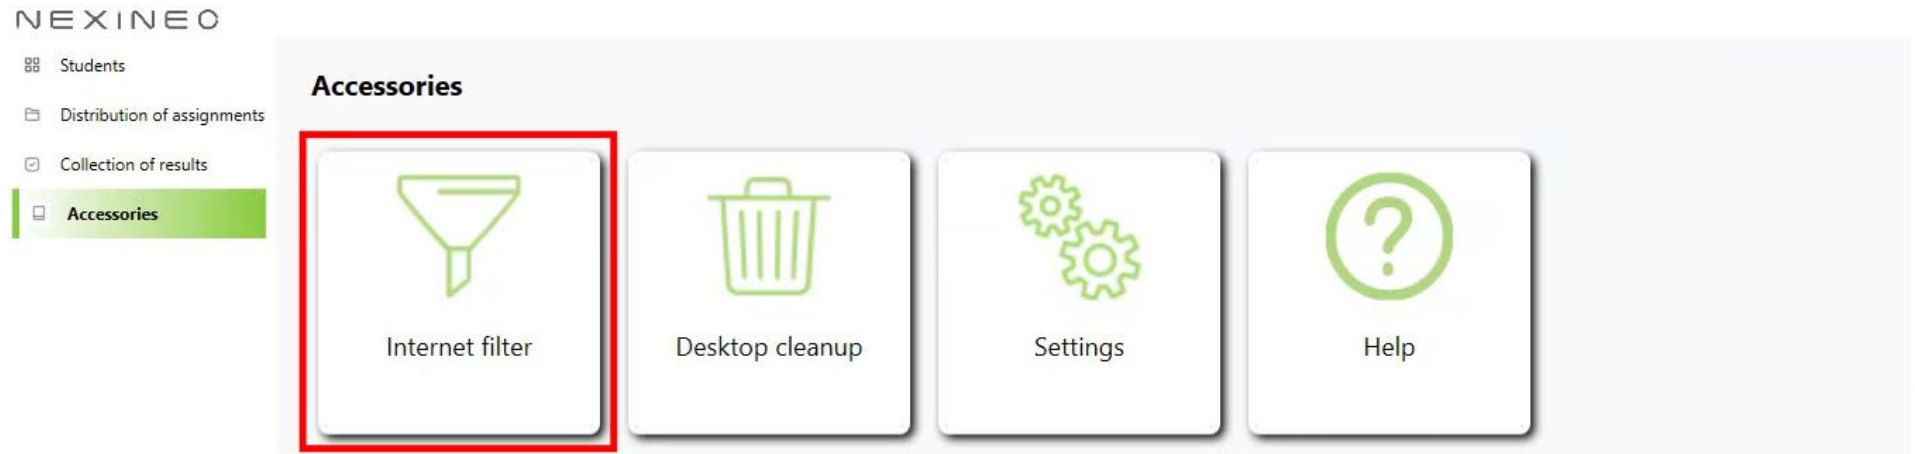 NEXINEO
Students
Distribution of assignments
Collection of results
Accessories
Accessories
Internet filter
Desktop cleanup
Settings
Help